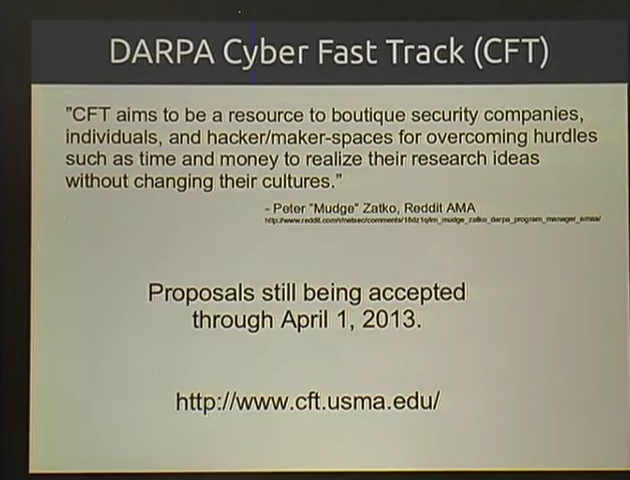 DARPA Cyber Fast Track (CFT)
"CFT aims to be a resource to boutique security companies,
individuals, and hacker/maker-spaces for overcoming hurdles
such as time and money to realize their research ideas
without changing their cultures."
- Peter "Mudge" Zatko, Reddit AMA
Proposals still being accepted
through April 1, 2013.
http://www.cft.usma.edu/